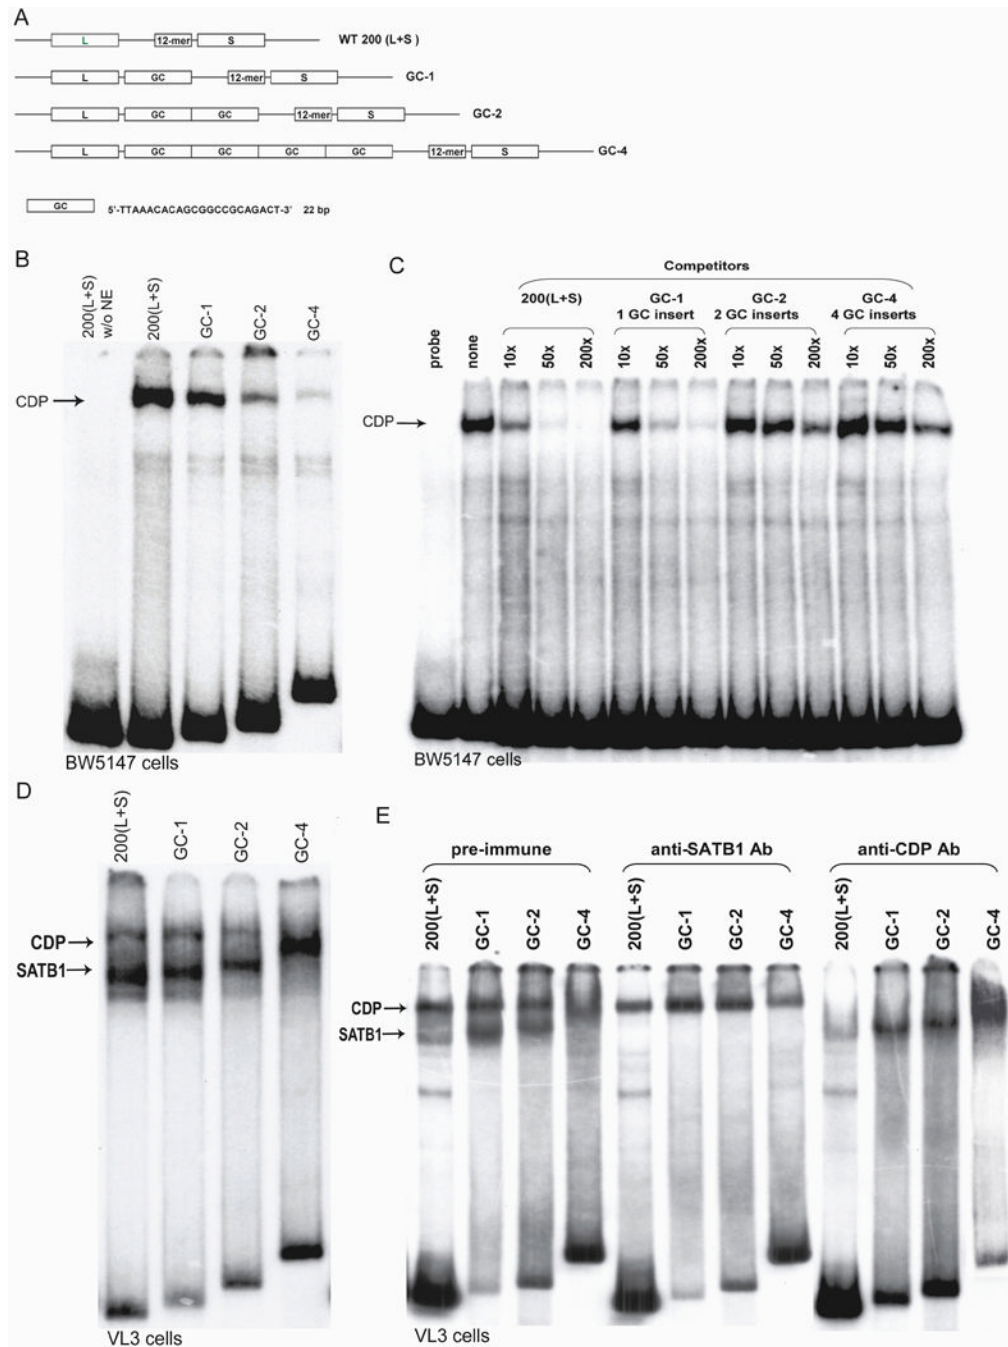 A
L 12-mer S WT 200 (L+S )
L GC 12-mer S GC-1
L GC GC 12-mer S GC-2
L GC GC GC GC 12-mer S GC-4
GC 5'-TTAAACACAGCGGCCGCAGACT-3' 22 bp
B
200(L+S)
w/o NE
200(L+S)
GC-1
GC-2
GC-4
CDP
BW5147 cells
C
Competitors
200(L+S)
GC-1
1 GC insert
GC-2
2 GC inserts
GC-4
4 GC inserts
probe
none
10x
50x
200x
10x
50x
200x
10x
50x
200x
10x
50x
200x
CDP
BW5147 cells
D
200(L+S)
GC-1
GC-2
GC-4
CDP
SATB1
VL3 cells
E
pre-immune anti-SATB1 Ab anti-CDP Ab
200(L+S)
GC-1
GC-2
GC-4
200(L+S)
GC-1
GC-2
GC-4
200(L+S)
GC-1
GC-2
GC-4
CDP
SATB1
VL3 cells